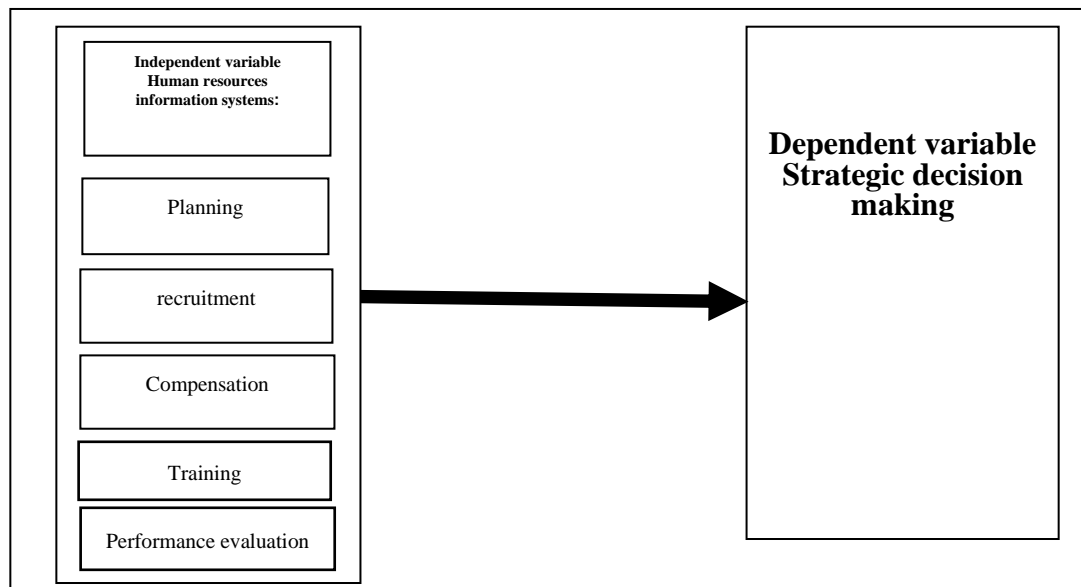 Independent variable
Human resources
information systems:
Planning
recruitment
Compensation
Training
Performance evaluation
Dependent variable
Strategic decision
making